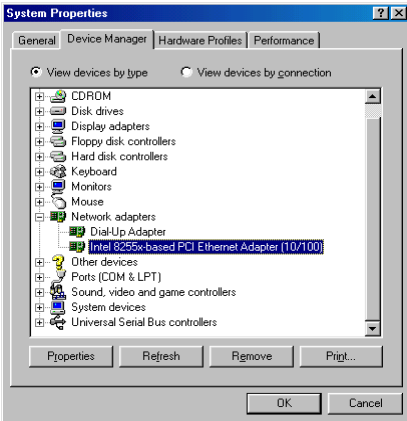 System Properties
General Device Manager Hardware Profiles Performance
View devices by type View devices by connection
CDROM
Disk drives
Display adapters
Floppy disk controllers
Hard disk controllers
Keyboard
Monitors
Mouse
Network adapters
Dial-Up Adapter
Intel 8255x-based PCI Ethernet Adapter (10/100)
Other devices
Ports (COM & LPT)
Sound, video and game controllers
System devices
Universal Serial Bus controllers
Properties Refresh Remove Print...
OK Cancel